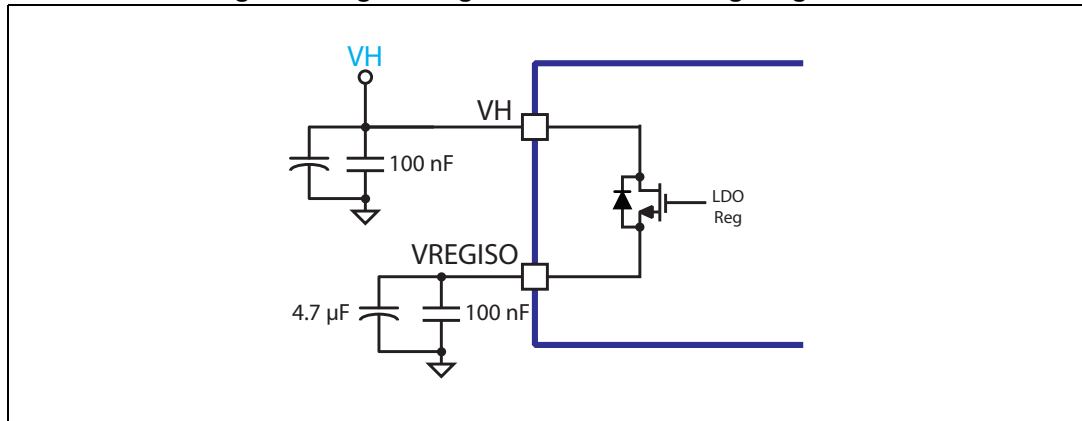 VH
VH
100 nF
LDO
Reg
VREGISO
4.7 µF
100 nF